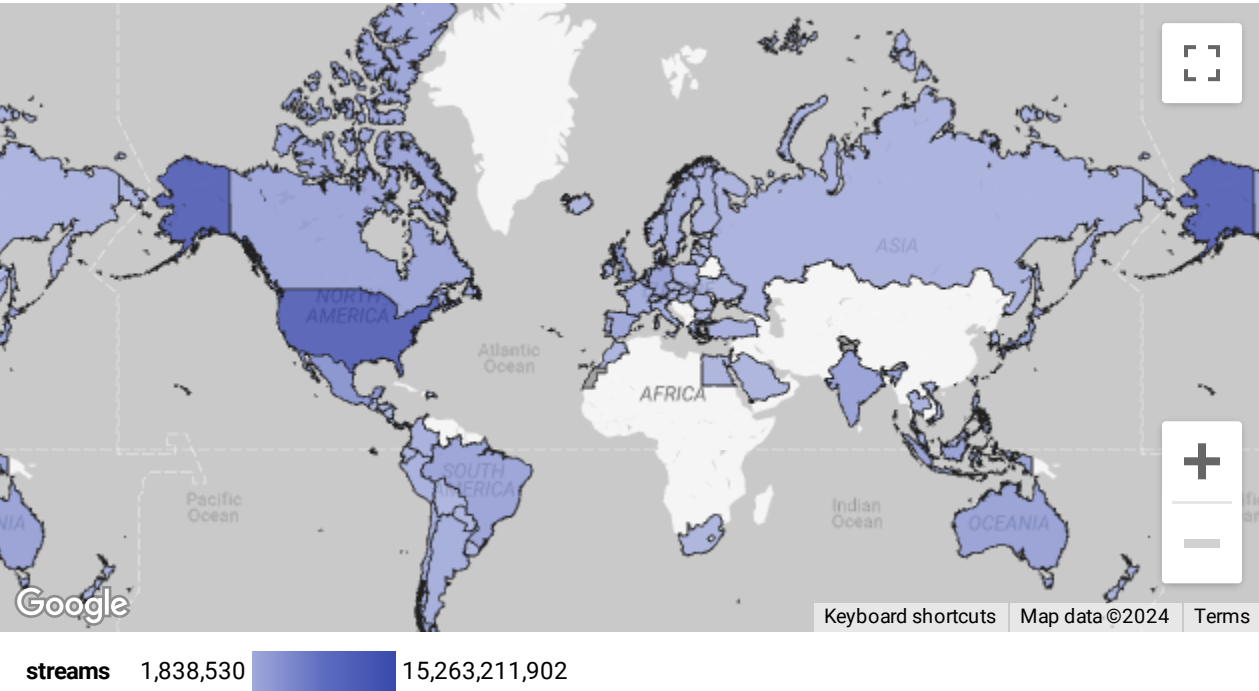 ASIA
NORTH
AMERICA
Atlantic
Ocean
AFRICA
SOUTH
AMERICA
Pacific
Ocean
Indian
Ocean
OCEANIA
NIA
Google
Keyboard shortcuts
Map data ©2024
Terms
streams
1,838,530
15,263,211,902